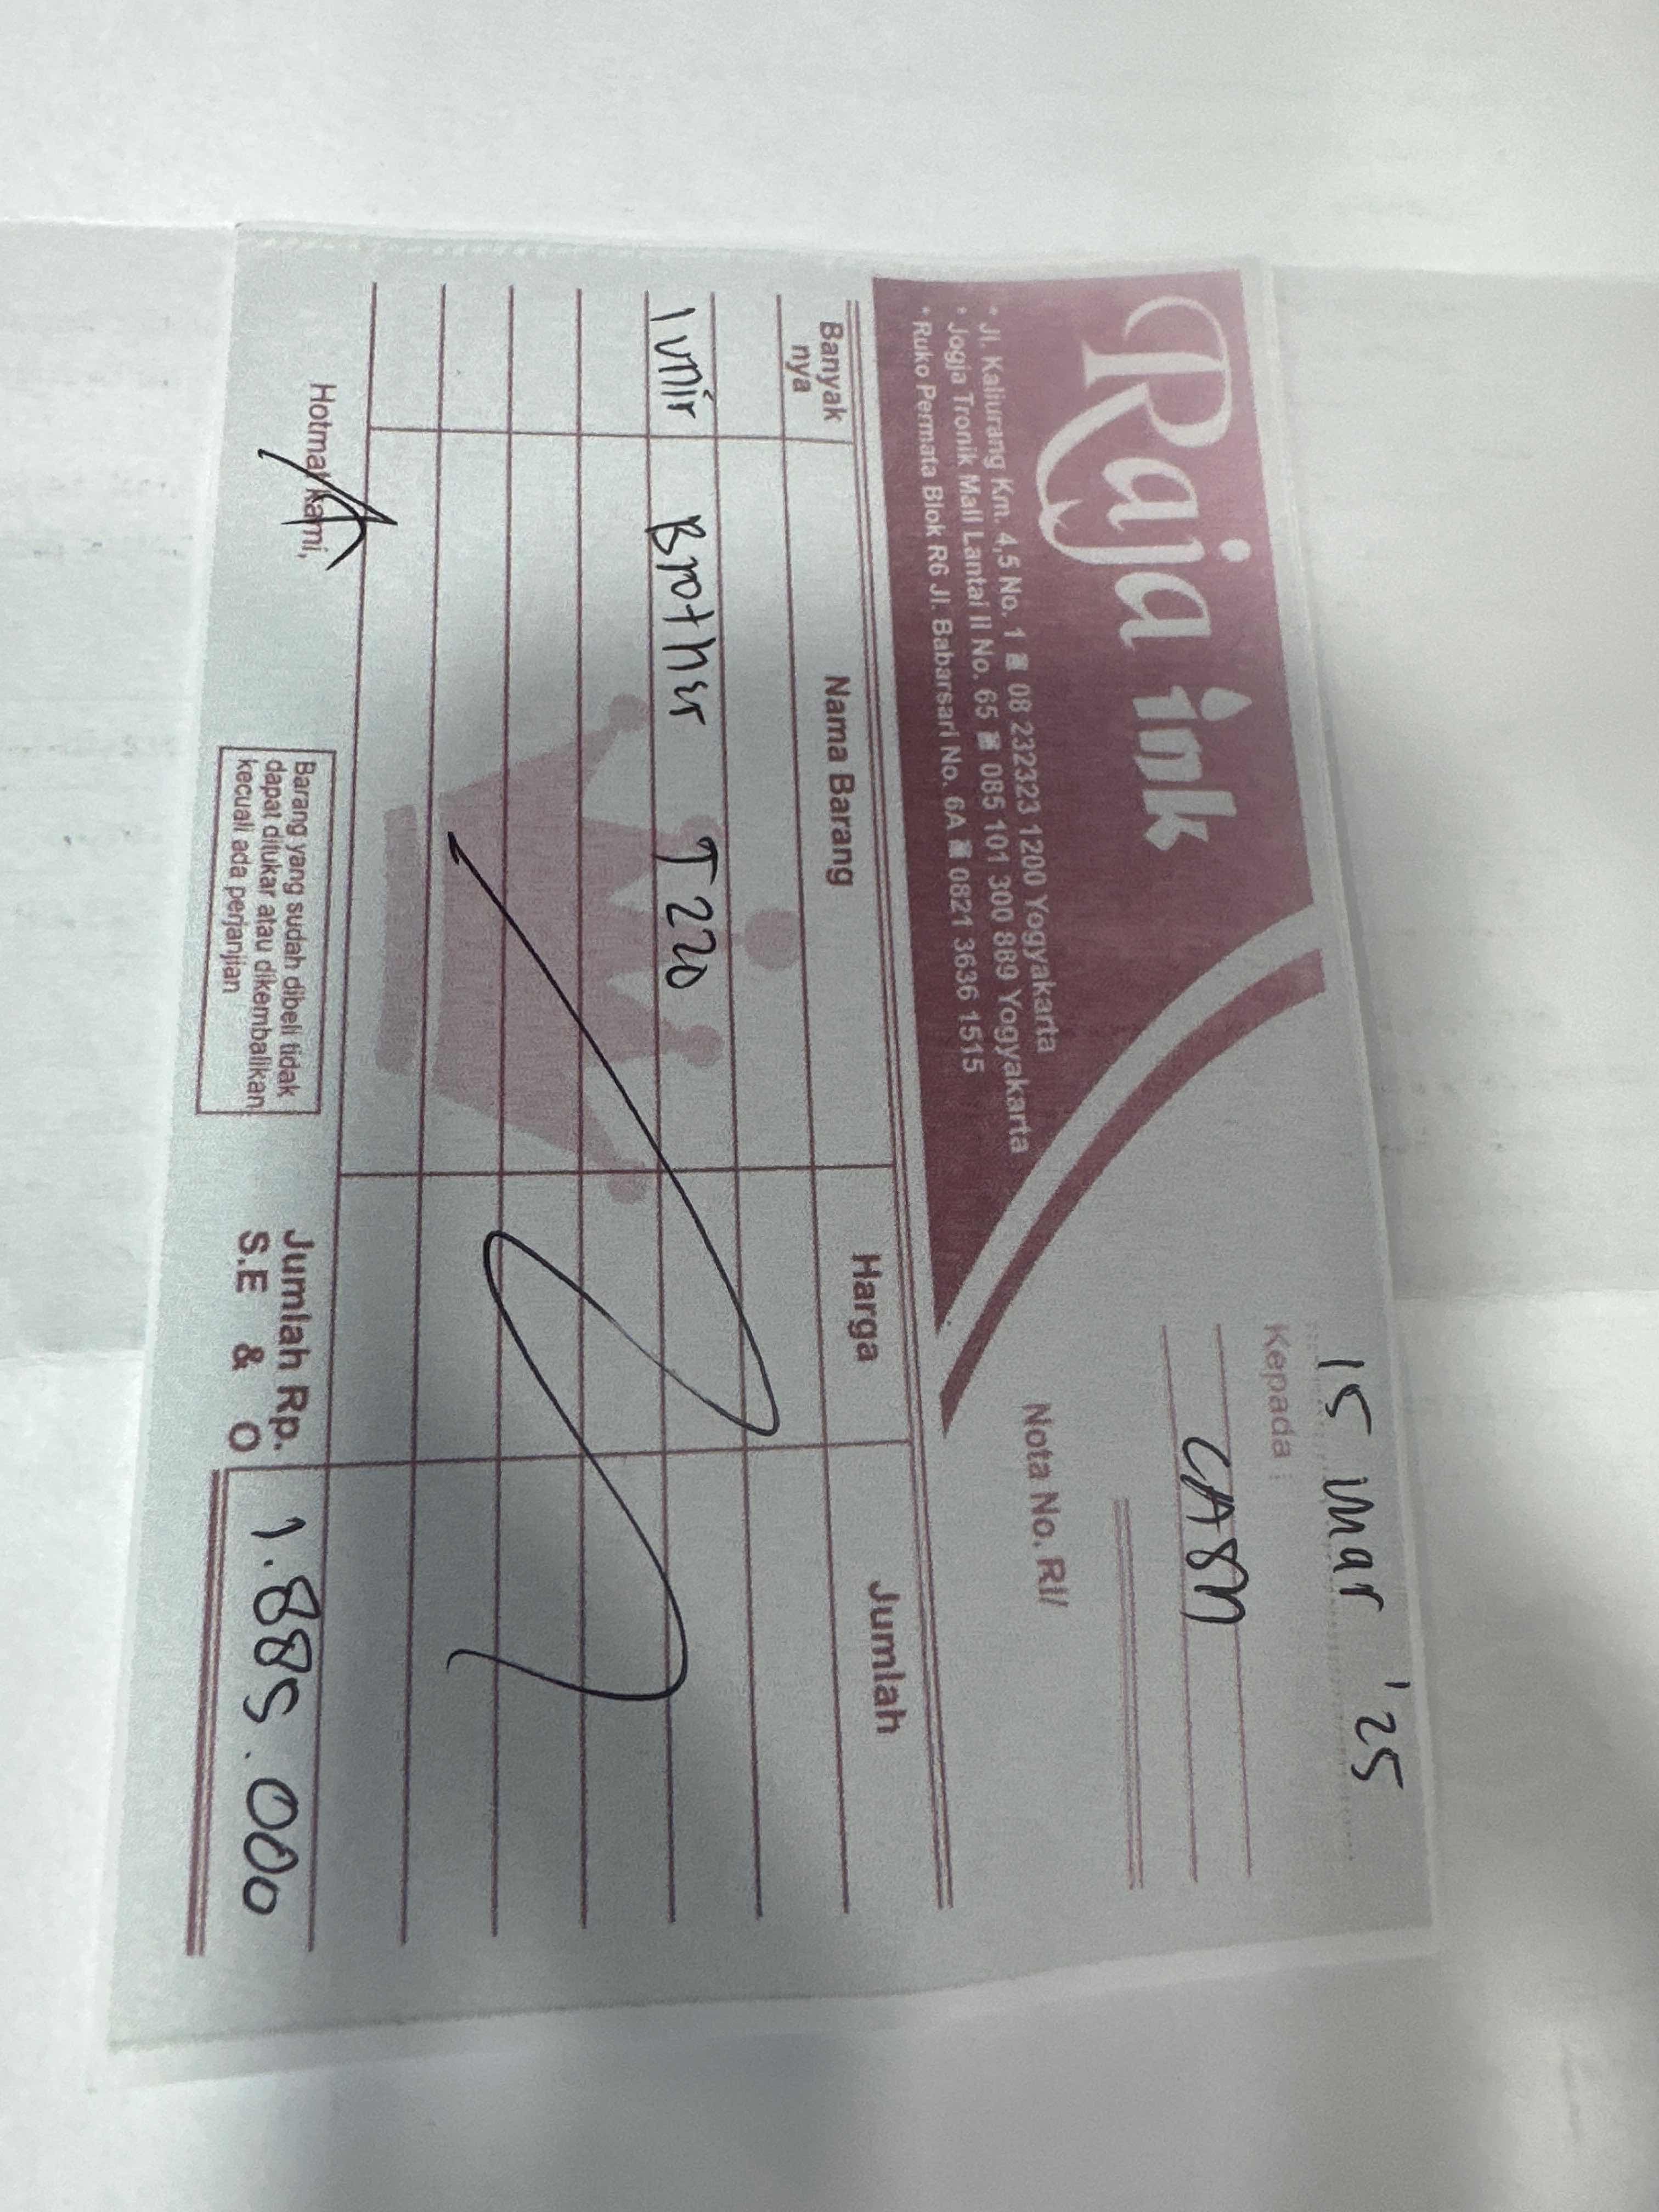 Raja ink
* Jl. Kaliurang Km. 4,5 No. 1 08 232323 1200 Yogyakarta
* Jogja Tronik Mall Lantai II No. 65 085 101 300 889 Yogyakarta
* Ruko Permata Blok R6 Jl. Babarsari No. 6A 0821 3636 1515
15 Mar '25
Kepada :
CASH
Nota No. RI/
Banyak nya Nama Barang Harga Jumlah
1 unit Brother T220
Hotmat kami,
Barang yang sudah dibeli tidak
dapat ditukar atau dikembalikan
kecuali ada perjanjian
Jumlah Rp. 1.885.000
S.E & O